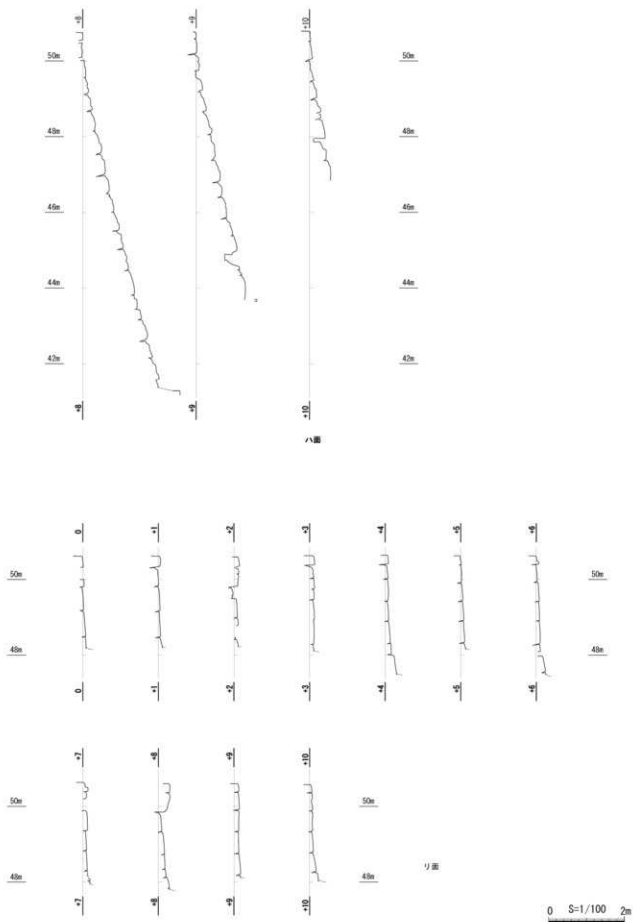 +8 +9 +10
50m 50m
48m 48m
46m 46m
44m 44m
42m 42m
+8 +9 +10
ハ面
0 +1 +2 +3 +4 +5 +6
50m 50m
48m 48m
0 +1 +2 +3 +4 +5 +6
+7 +8 +9 +10
50m 50m
48m 48m
リ面
+7 +8 +9 +10
0 S=1/100 2m